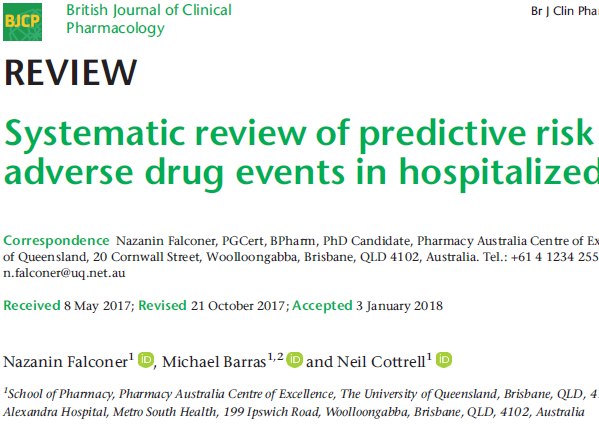 BJCP
British Journal of Clinical
Pharmacology
Br J Clin Phar
REVIEW
Systematic review of predictive risk
adverse drug events in hospitalized
Correspondence Nazanin Falconer, PGCert, BPharm, PhD Candidate, Pharmacy Australia Centre of Ex
of Queensland, 20 Cornwall Street, Woolloongabba, Brisbane, QLD 4102, Australia. Tel.: +61 4 1234 255
n.falconer@uq.net.au
Received 8 May 2017; Revised 21 October 2017; Accepted 3 January 2018
Nazanin Falconer1 iD, Michael Barras1,2 iD and Neil Cottrell1 iD
1School of Pharmacy, Pharmacy Australia Centre of Excellence, The University of Queensland, Brisbane, QLD, 4
Alexandra Hospital, Metro South Health, 199 Ipswich Road, Woolloongabba, Brisbane, QLD, 4102, Australia